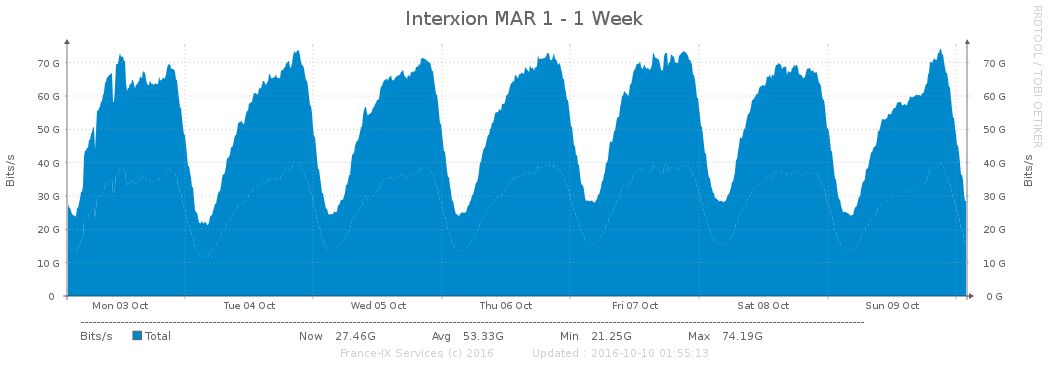 Interxion MAR 1 - 1 Week
RRDTOOL / TOBI OETIKER
Bits/s
70 G 70 G
60 G 60 G
50 G 50 G
40 G 40 G
30 G 30 G
20 G 20 G
10 G 10 G
0 0 G
Bits/s
Mon 03 Oct Tue 04 Oct Wed 05 Oct Thu 06 Oct Fri 07 Oct Sat 08 Oct Sun 09 Oct
Bits/s Total Now 27.46G Avg 53.33G Min 21.25G Max 74.19G
France-IX Services (c) 2016 Updated : 2016-10-10 01:55:13